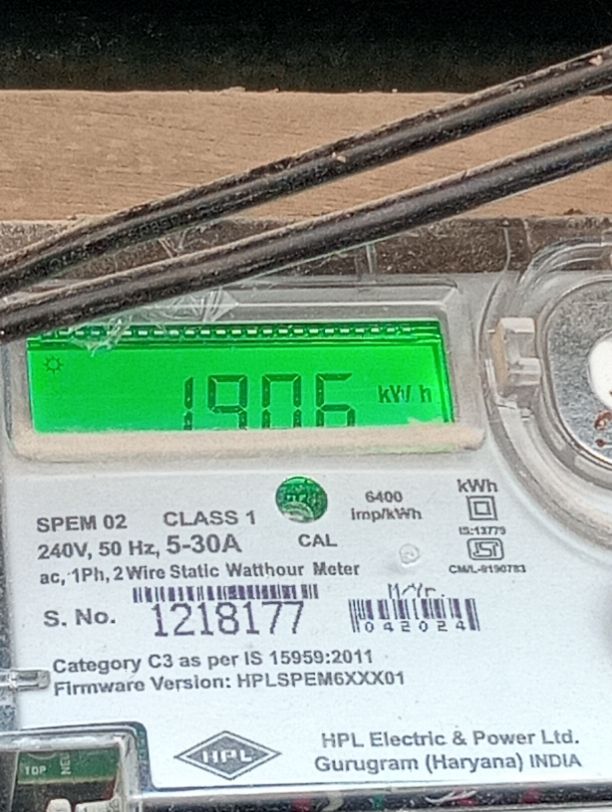 1906 kW h
SPEM 02 CLASS 1
6400
imp/kWh
kWh
240V, 50 Hz, 5-30A
CAL
IS:13779
ac, 1Ph, 2 Wire Static Watthour Meter
CM/L-9190783
M/Yr.
S. No. 1218177
042024
Category C3 as per IS 15959:2011
Firmware Version: HPLSPEM6XXX01
HPL
HPL Electric & Power Ltd.
Gurugram (Haryana) INDIA
TOP